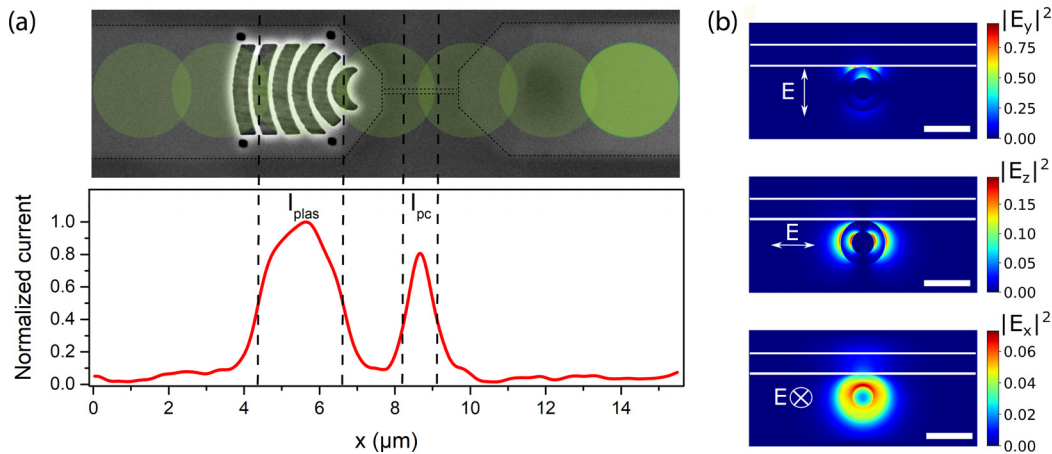 (a)
I plas
I pc
Normalized current
1.0
0.8
0.6
0.4
0.2
0.0
0 2 4 6 8 10 12 14
x (μm)
(b)
|E_y|²
E
0.75
0.50
0.25
0.00
|E_z|²
E
0.15
0.10
0.05
0.00
|E_x|²
E
0.06
0.04
0.02
0.00